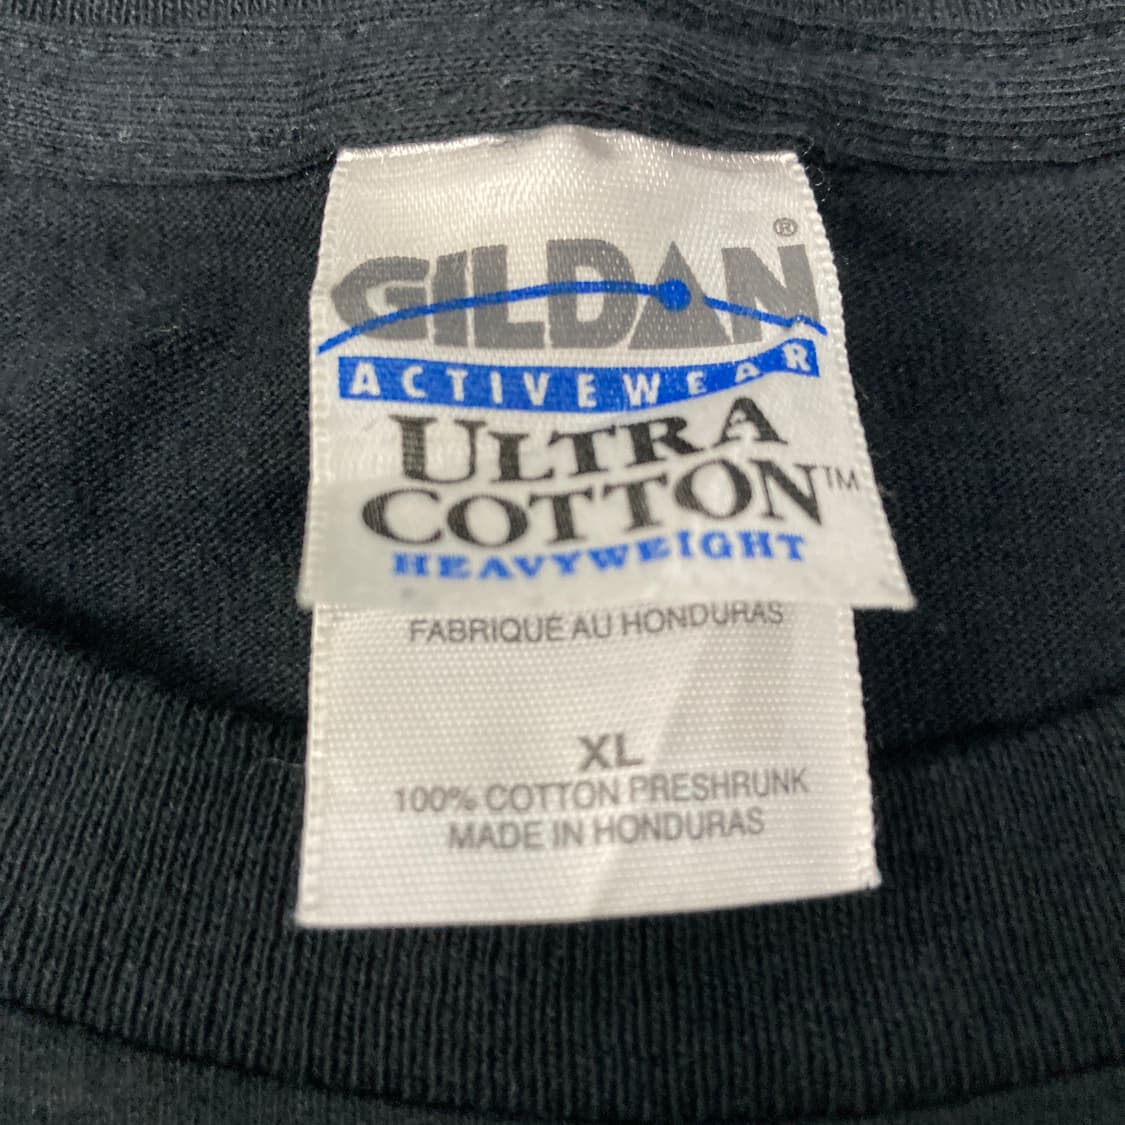 GILDAN®
ACTIVEWEAR
ULTRA
COTTON™
HEAVYWEIGHT
FABRIQUÉ AU HONDURAS
XL
100% COTTON PRESHRUNK
MADE IN HONDURAS